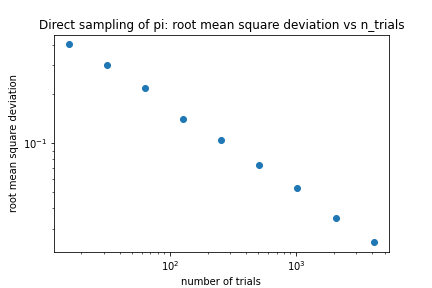 Direct sampling of pi: root mean square deviation vs n_trials
root mean square deviation
10⁻¹
10² 10³
number of trials